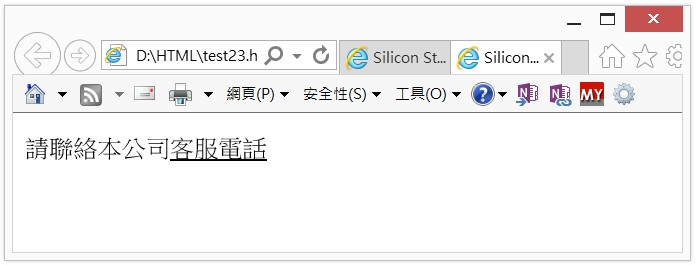 D:\HTML\test23.h
Silicon St...
Silicon...
網頁(P)
安全性(S)
工具(O)
MY
請聯絡本公司客服電話